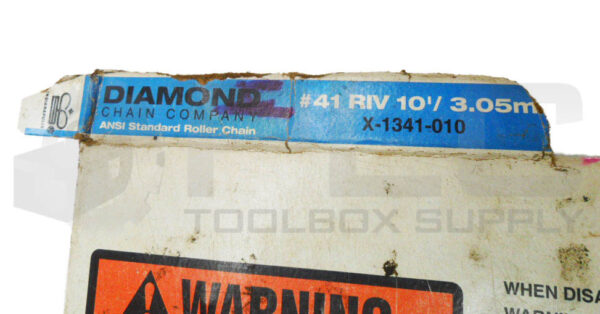 DIAMOND
CHAIN COMPANY
ANSI Standard Roller Chain
#41 RIV 10'/ 3.05m
X-1341-010
PLC
TOOLBOX SUPPLY
WARNING
WHEN DISA